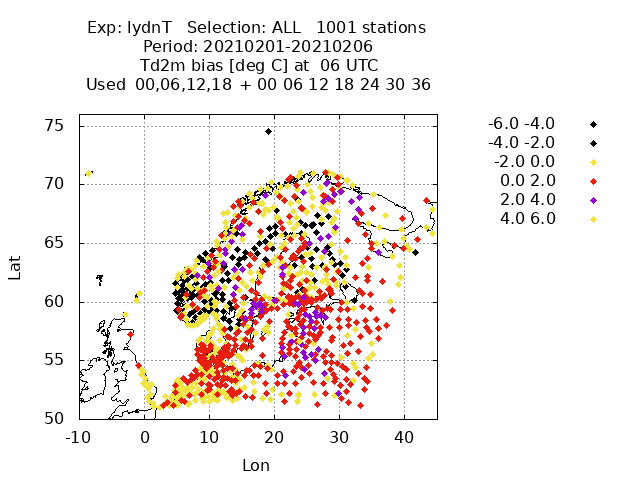 Exp: lydnT   Selection: ALL   1001 stations
Period: 20210201-20210206
Td2m bias [deg C] at  06 UTC
Used  00,06,12,18 + 00 06 12 18 24 30 36
-6.0 -4.0
-4.0 -2.0
-2.0 0.0
0.0 2.0
2.0 4.0
4.0 6.0
75
70
65
60
55
50
Lat
-10 0 10 20 30 40
Lon